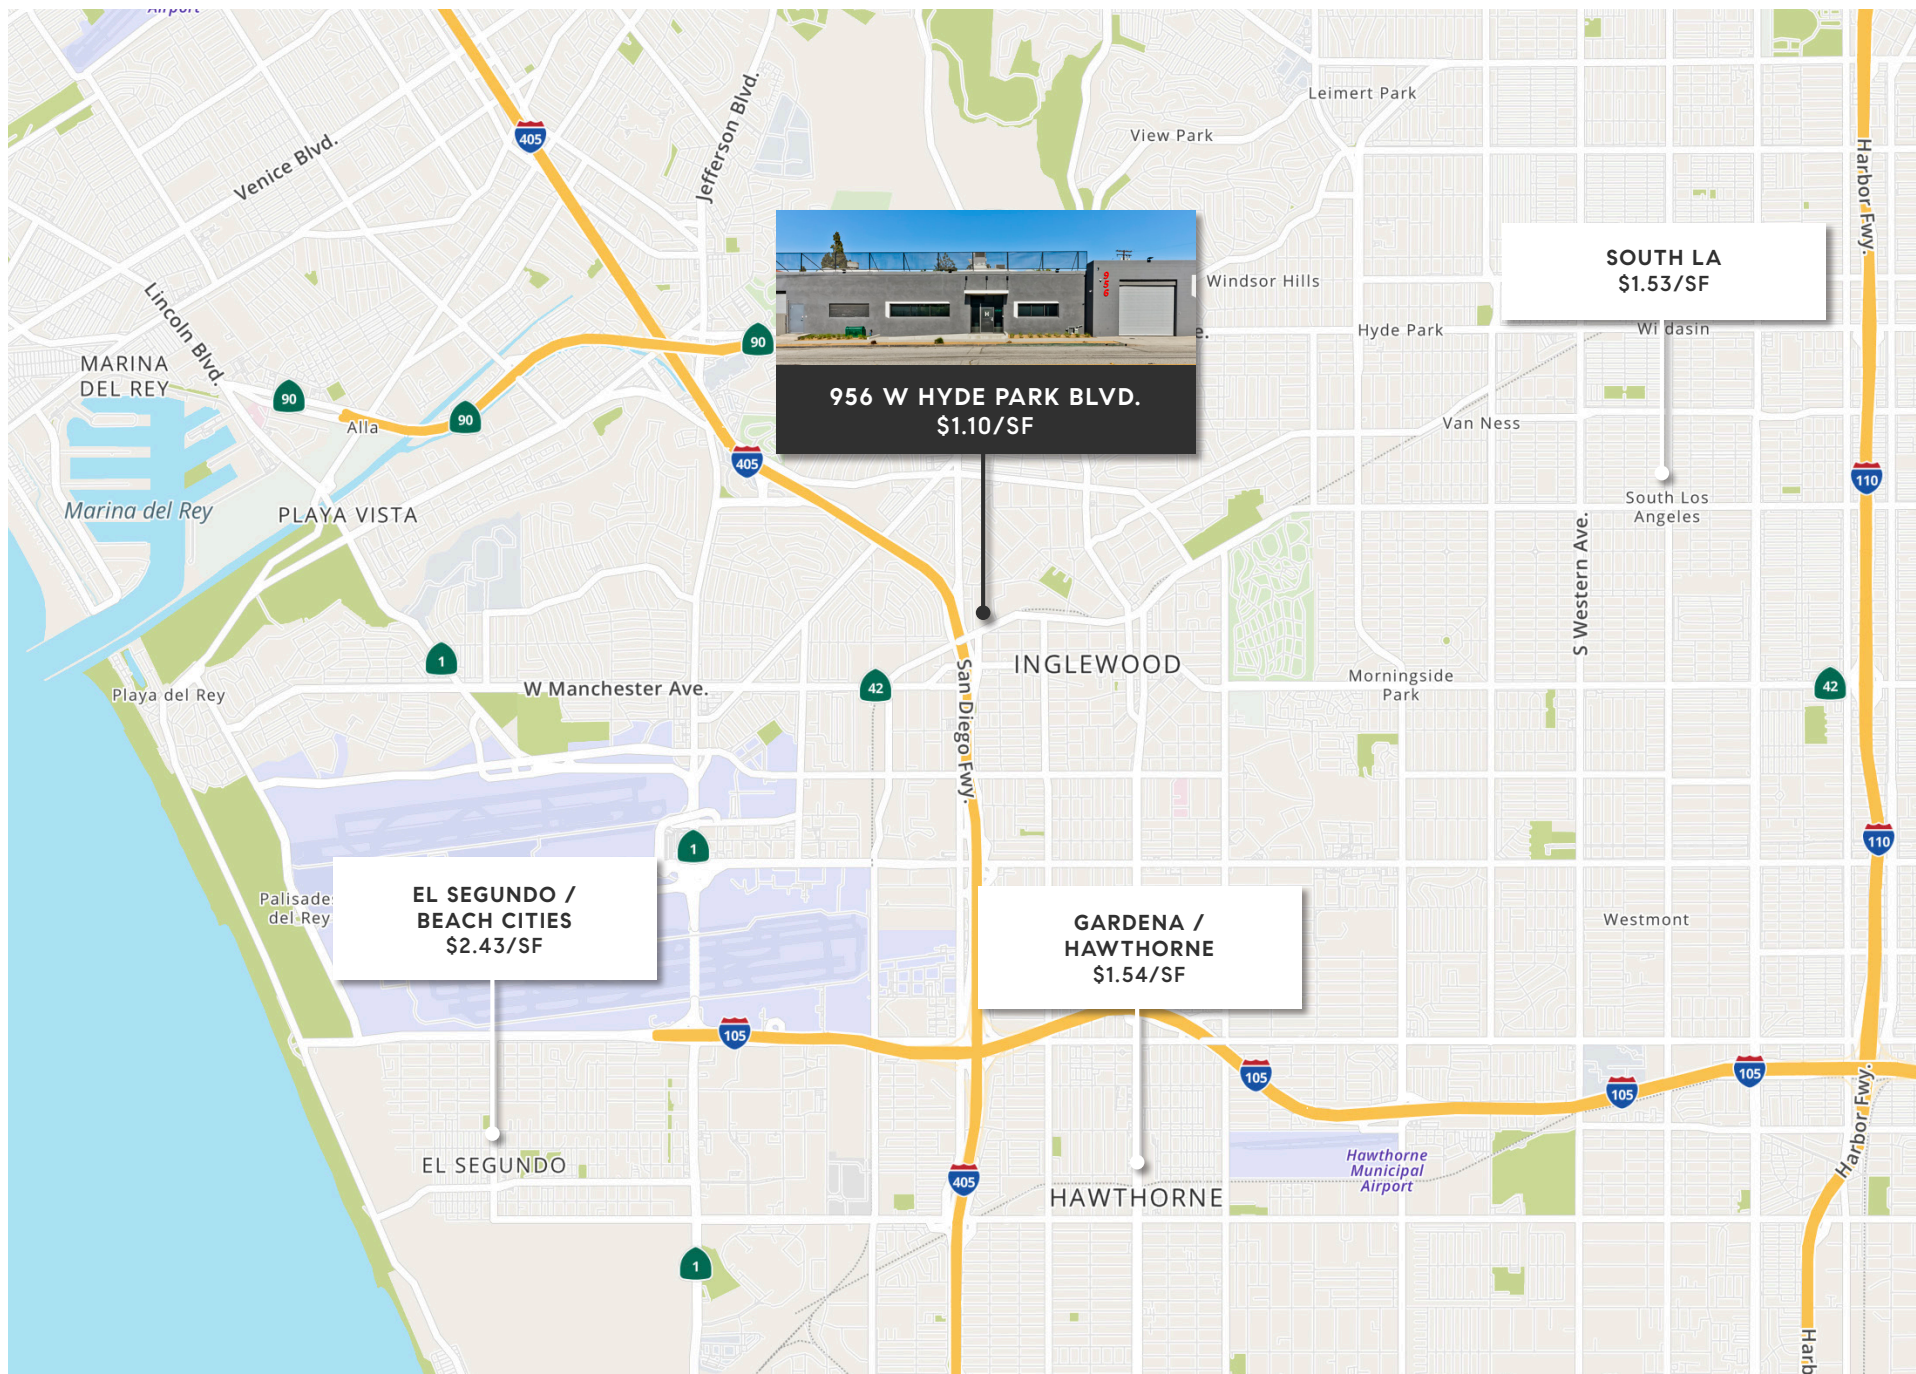 Airport
405
Jefferson Blvd.
Venice Blvd.
Leimert Park
View Park
Harbor Fwy.
956
Windsor Hills
SOUTH LA
$1.53/SF
Hyde Park
Lincoln Blvd.
90
MARINA
DEL REY
90
90
Alla
956 W HYDE PARK BLVD.
$1.10/SF
Van Ness
405
110
Marina del Rey
PLAYA VISTA
South Los
Angeles
S Western Ave.
1
INGLEWOOD
Morningside
Park
W Manchester Ave.
42
42
Playa del Rey
San Diego Fwy.
1
110
EL SEGUNDO /
BEACH CITIES
$2.43/SF
Palisade
del Rey
GARDENA /
HAWTHORNE
$1.54/SF
Westmont
105
105
105
105
Harbor Fwy.
EL SEGUNDO
405
HAWTHORNE
Hawthorne
Municipal
Airport
1
Harb